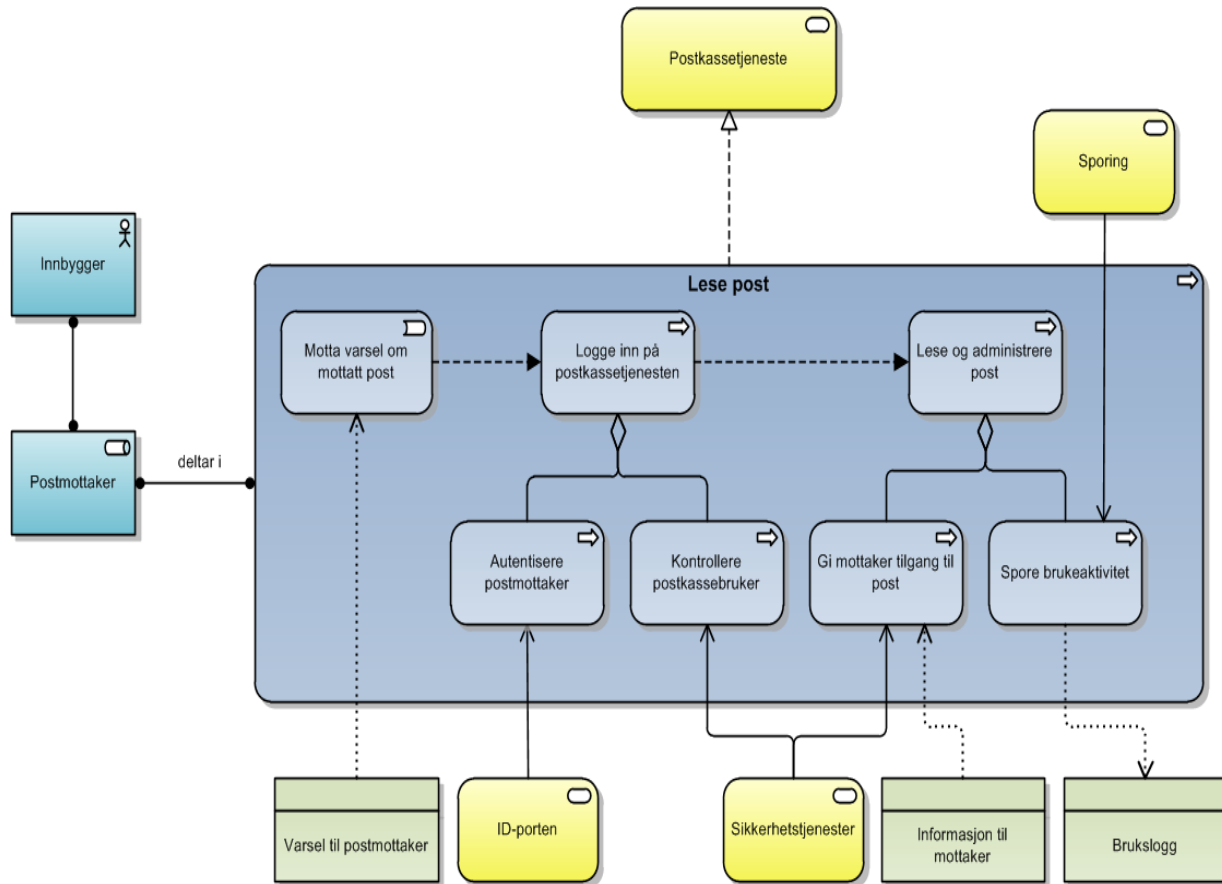 Postkassetjeneste
Sporing
Innbygger
Lese post
Motta varsel om
mottatt post
Logge inn på
postkassetjenesten
Lese og administrere
post
deltar i
Postmottaker
Autentisere
postmottaker
Kontrollere
postkassebruker
Gi mottaker tilgang til
post
Spore brukeaktivitet
Varsel til postmottaker
ID-porten
Sikkerhetstjenester
Informasjon til
mottaker
Brukslogg